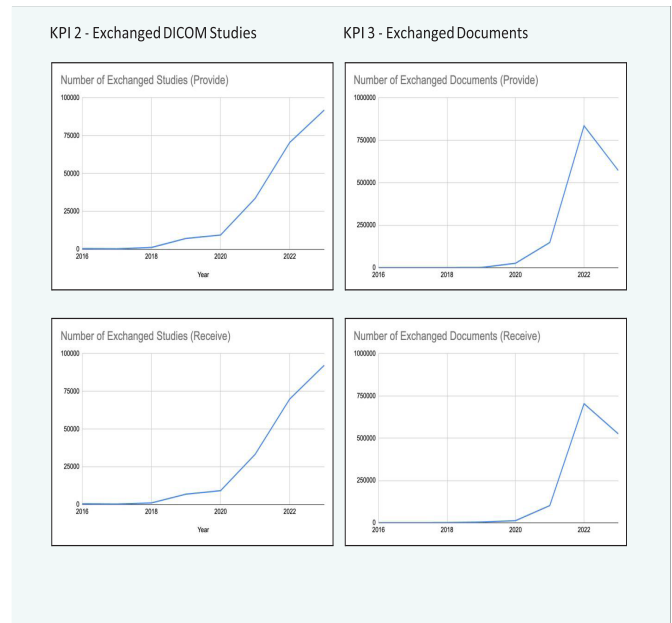 KPI 2 - Exchanged DICOM Studies
KPI 3 - Exchanged Documents
Number of Exchanged Studies (Provide)
100000
75000
50000
25000
0
2016 2018 2020 2022
Year
Number of Exchanged Documents (Provide)
1000000
750000
500000
250000
0
2016 2018 2020 2022
Number of Exchanged Studies (Receive)
100000
75000
50000
25000
0
2016 2018 2020 2022
Year
Number of Exchanged Documents (Receive)
1000000
750000
500000
250000
0
2016 2018 2020 2022